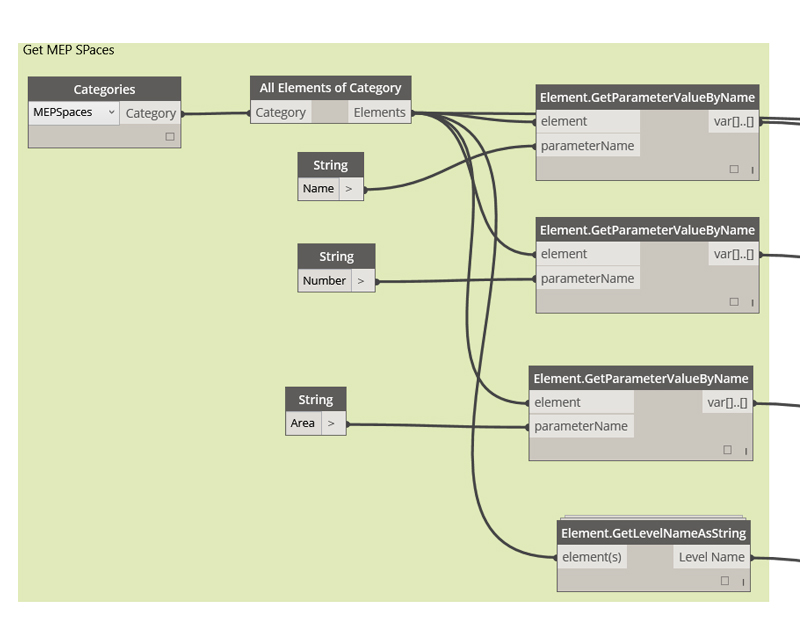 Get MEP SPaces
Categories
MEPSpaces Category
All Elements of Category
Category Elements
String
Name >
String
Number >
String
Area >
Element.GetParameterValueByName
element var[]..[]
parameterName
Element.GetParameterValueByName
element var[]..[]
parameterName
Element.GetParameterValueByName
element var[]..[]
parameterName
Element.GetLevelNameAsString
element(s) Level Name